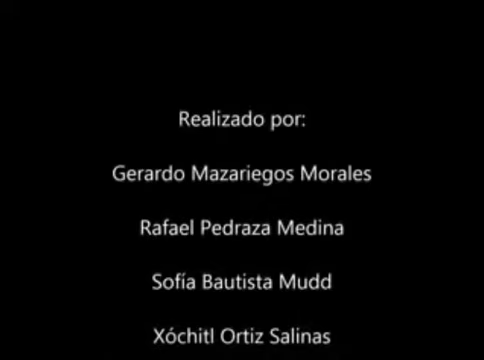 Realizado por:
Gerardo Mazariegos Morales
Rafael Pedraza Medina
Sofía Bautista Mudd
Xóchitl Ortiz Salinas